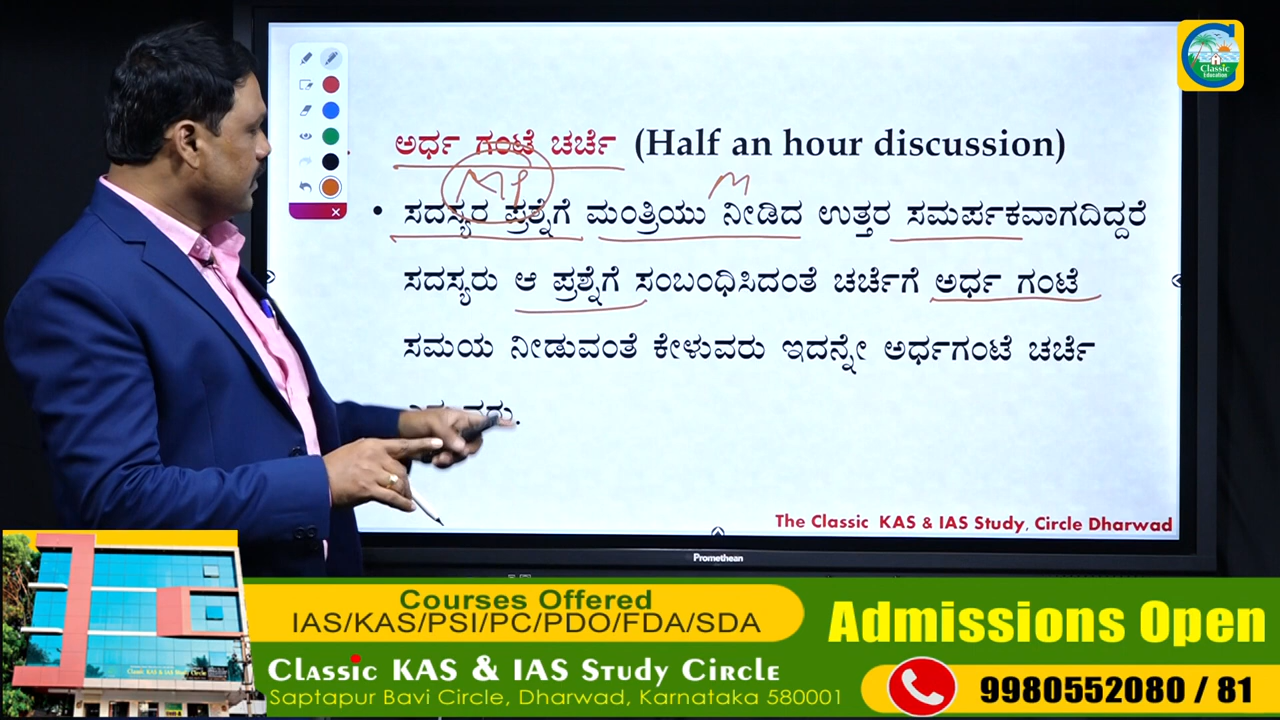 Classic
Education
ಅರ್ಧ ಗಂಟೆ ಚರ್ಚೆ (Half an hour discussion)
MP
M
• ಸದಸ್ಯರ ಪ್ರಶ್ನೆಗೆ ಮಂತ್ರಿಯು ನೀಡಿದ ಉತ್ತರ ಸಮರ್ಪಕವಾಗದಿದ್ದರೆ
ಸದಸ್ಯರು ಆ ಪ್ರಶ್ನೆಗೆ ಸಂಬಂಧಿಸಿದಂತೆ ಚರ್ಚೆಗೆ ಅರ್ಧ ಗಂಟೆ
ಸಮಯ ನೀಡುವಂತೆ ಕೇಳುವರು ಇದನ್ನೇ ಅರ್ಧಗಂಟೆ ಚರ್ಚೆ
The Classic KAS & IAS Study, Circle Dharwad
Promethean
Courses Offered
IAS/KAS/PSI/PC/PDO/FDA/SDA
Classic KAS & IAS Study Circle
Saptapur Bavi Circle, Dharwad, Karnataka 580001
Admissions Open
9980552080 / 81